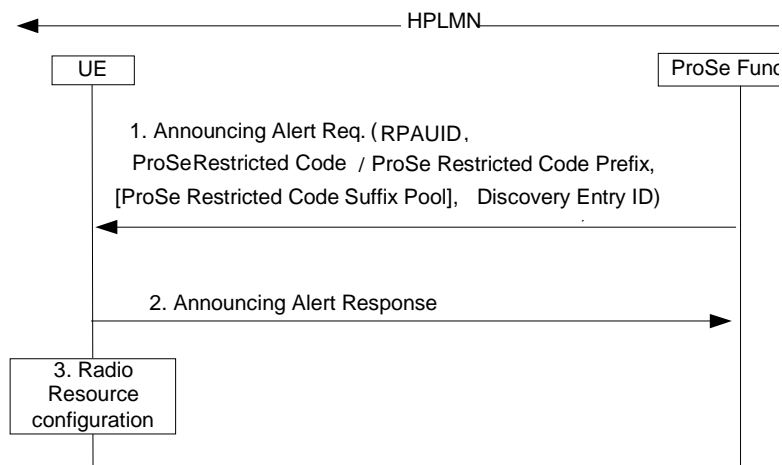 HPLMN
UE
ProSe Func
1. Announcing Alert Req. (RPAUID,
ProSeRestricted Code / ProSe Restricted Code Prefix,
[ProSe Restricted Code Suffix Pool], Discovery Entry ID)
2. Announcing Alert Response
3. Radio
Resource
configuration